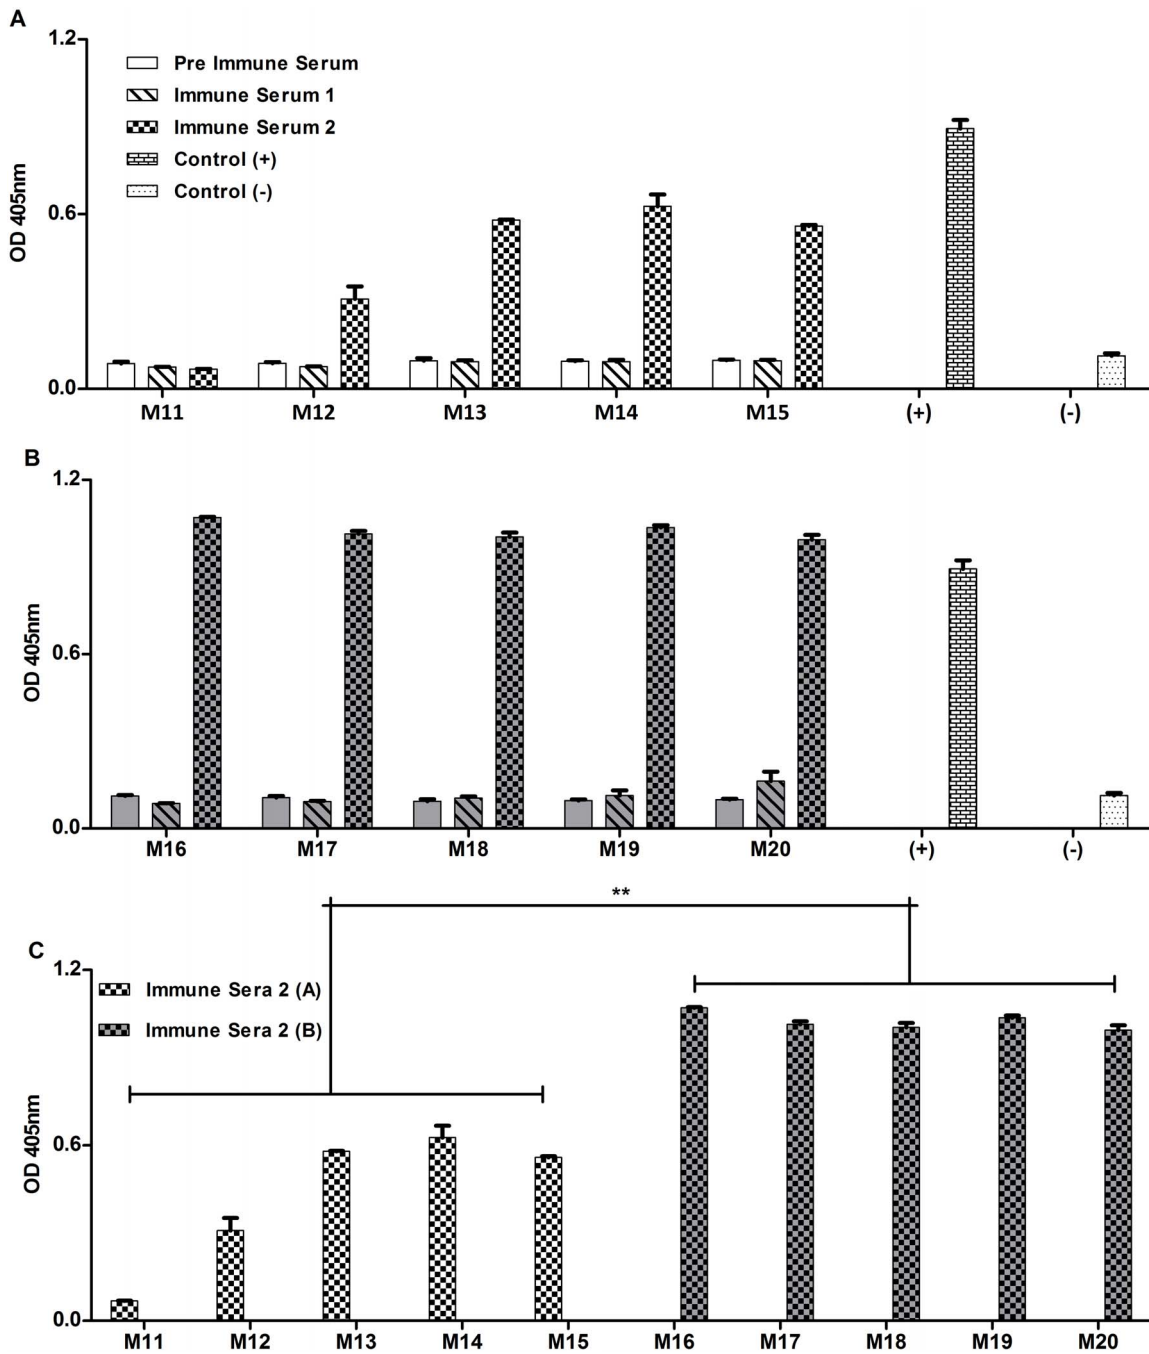 A
1.2
Pre Immune Serum
Immune Serum 1
Immune Serum 2
Control (+)
Control (-)
0.6
OD 405nm
0.0
M11 M12 M13 M14 M15 (+) (-)
B
1.2
0.6
OD 405nm
0.0
M16 M17 M18 M19 M20 (+) (-)
**
C
1.2
Immune Sera 2 (A)
Immune Sera 2 (B)
0.6
OD 405nm
0.0
M11 M12 M13 M14 M15 M16 M17 M18 M19 M20